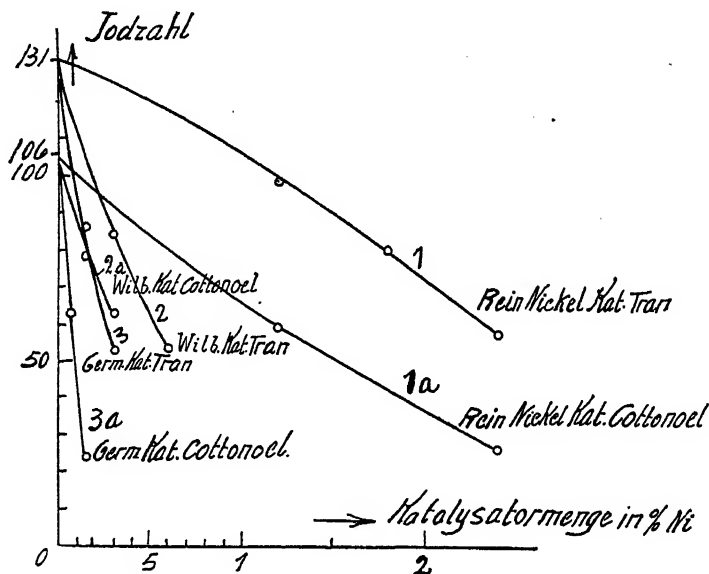 Jodzahl
131
106
100
50
0
5
1
2
1
Rein Nickel Kat. Tran
1a
Rein Nickel Kat. Cottonoel
2a
Wilb. Kat. Cottonoel
2
Wilb. Kat. Tran
3
Germ. Kat. Tran
3a
Germ Kat. Cottonoel.
Katalysatormenge in % Ni